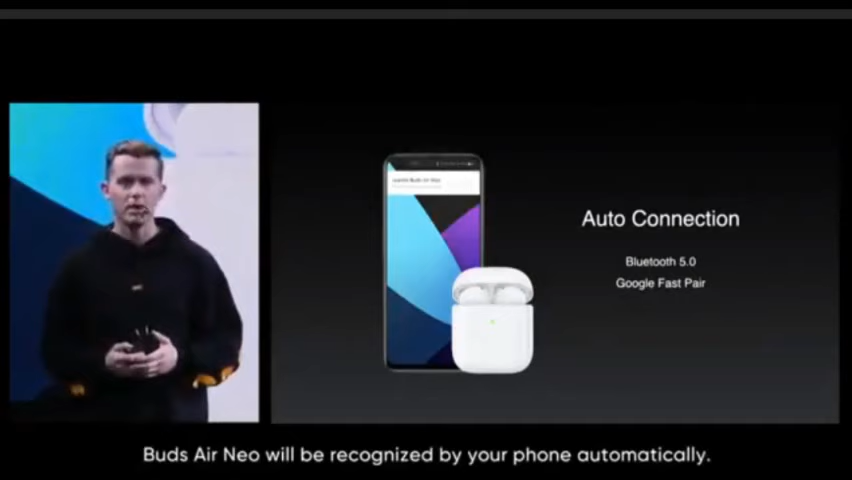 Auto Connection
Bluetooth 5.0
Google Fast Pair
Buds Air Neo will be recognized by your phone automatically.